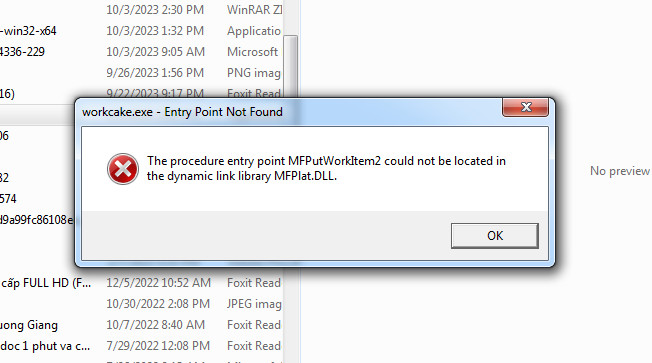 10/3/2023 2:30 PM WinRAR ZI
-win32-x64 10/3/2023 1:32 PM Applicatio
4336-229 10/3/2023 9:05 AM Microsoft
9/26/2023 1:56 PM PNG imag
16) 9/22/2023 9:17 PM Foxit Read
workcake.exe - Entry Point Not Found
06
The procedure entry point MFPutWorkItem2 could not be located in
the dynamic link library MFPlat.DLL.
32
574
d9a99fc86108e
No preview
OK
cấp FULL HD (F... 12/5/2022 10:52 AM Foxit Read
10/30/2022 2:08 PM JPEG imag
uong Giang 10/7/2022 8:40 AM Foxit Read
doc 1 phut va c... 7/29/2022 12:08 PM Foxit Read